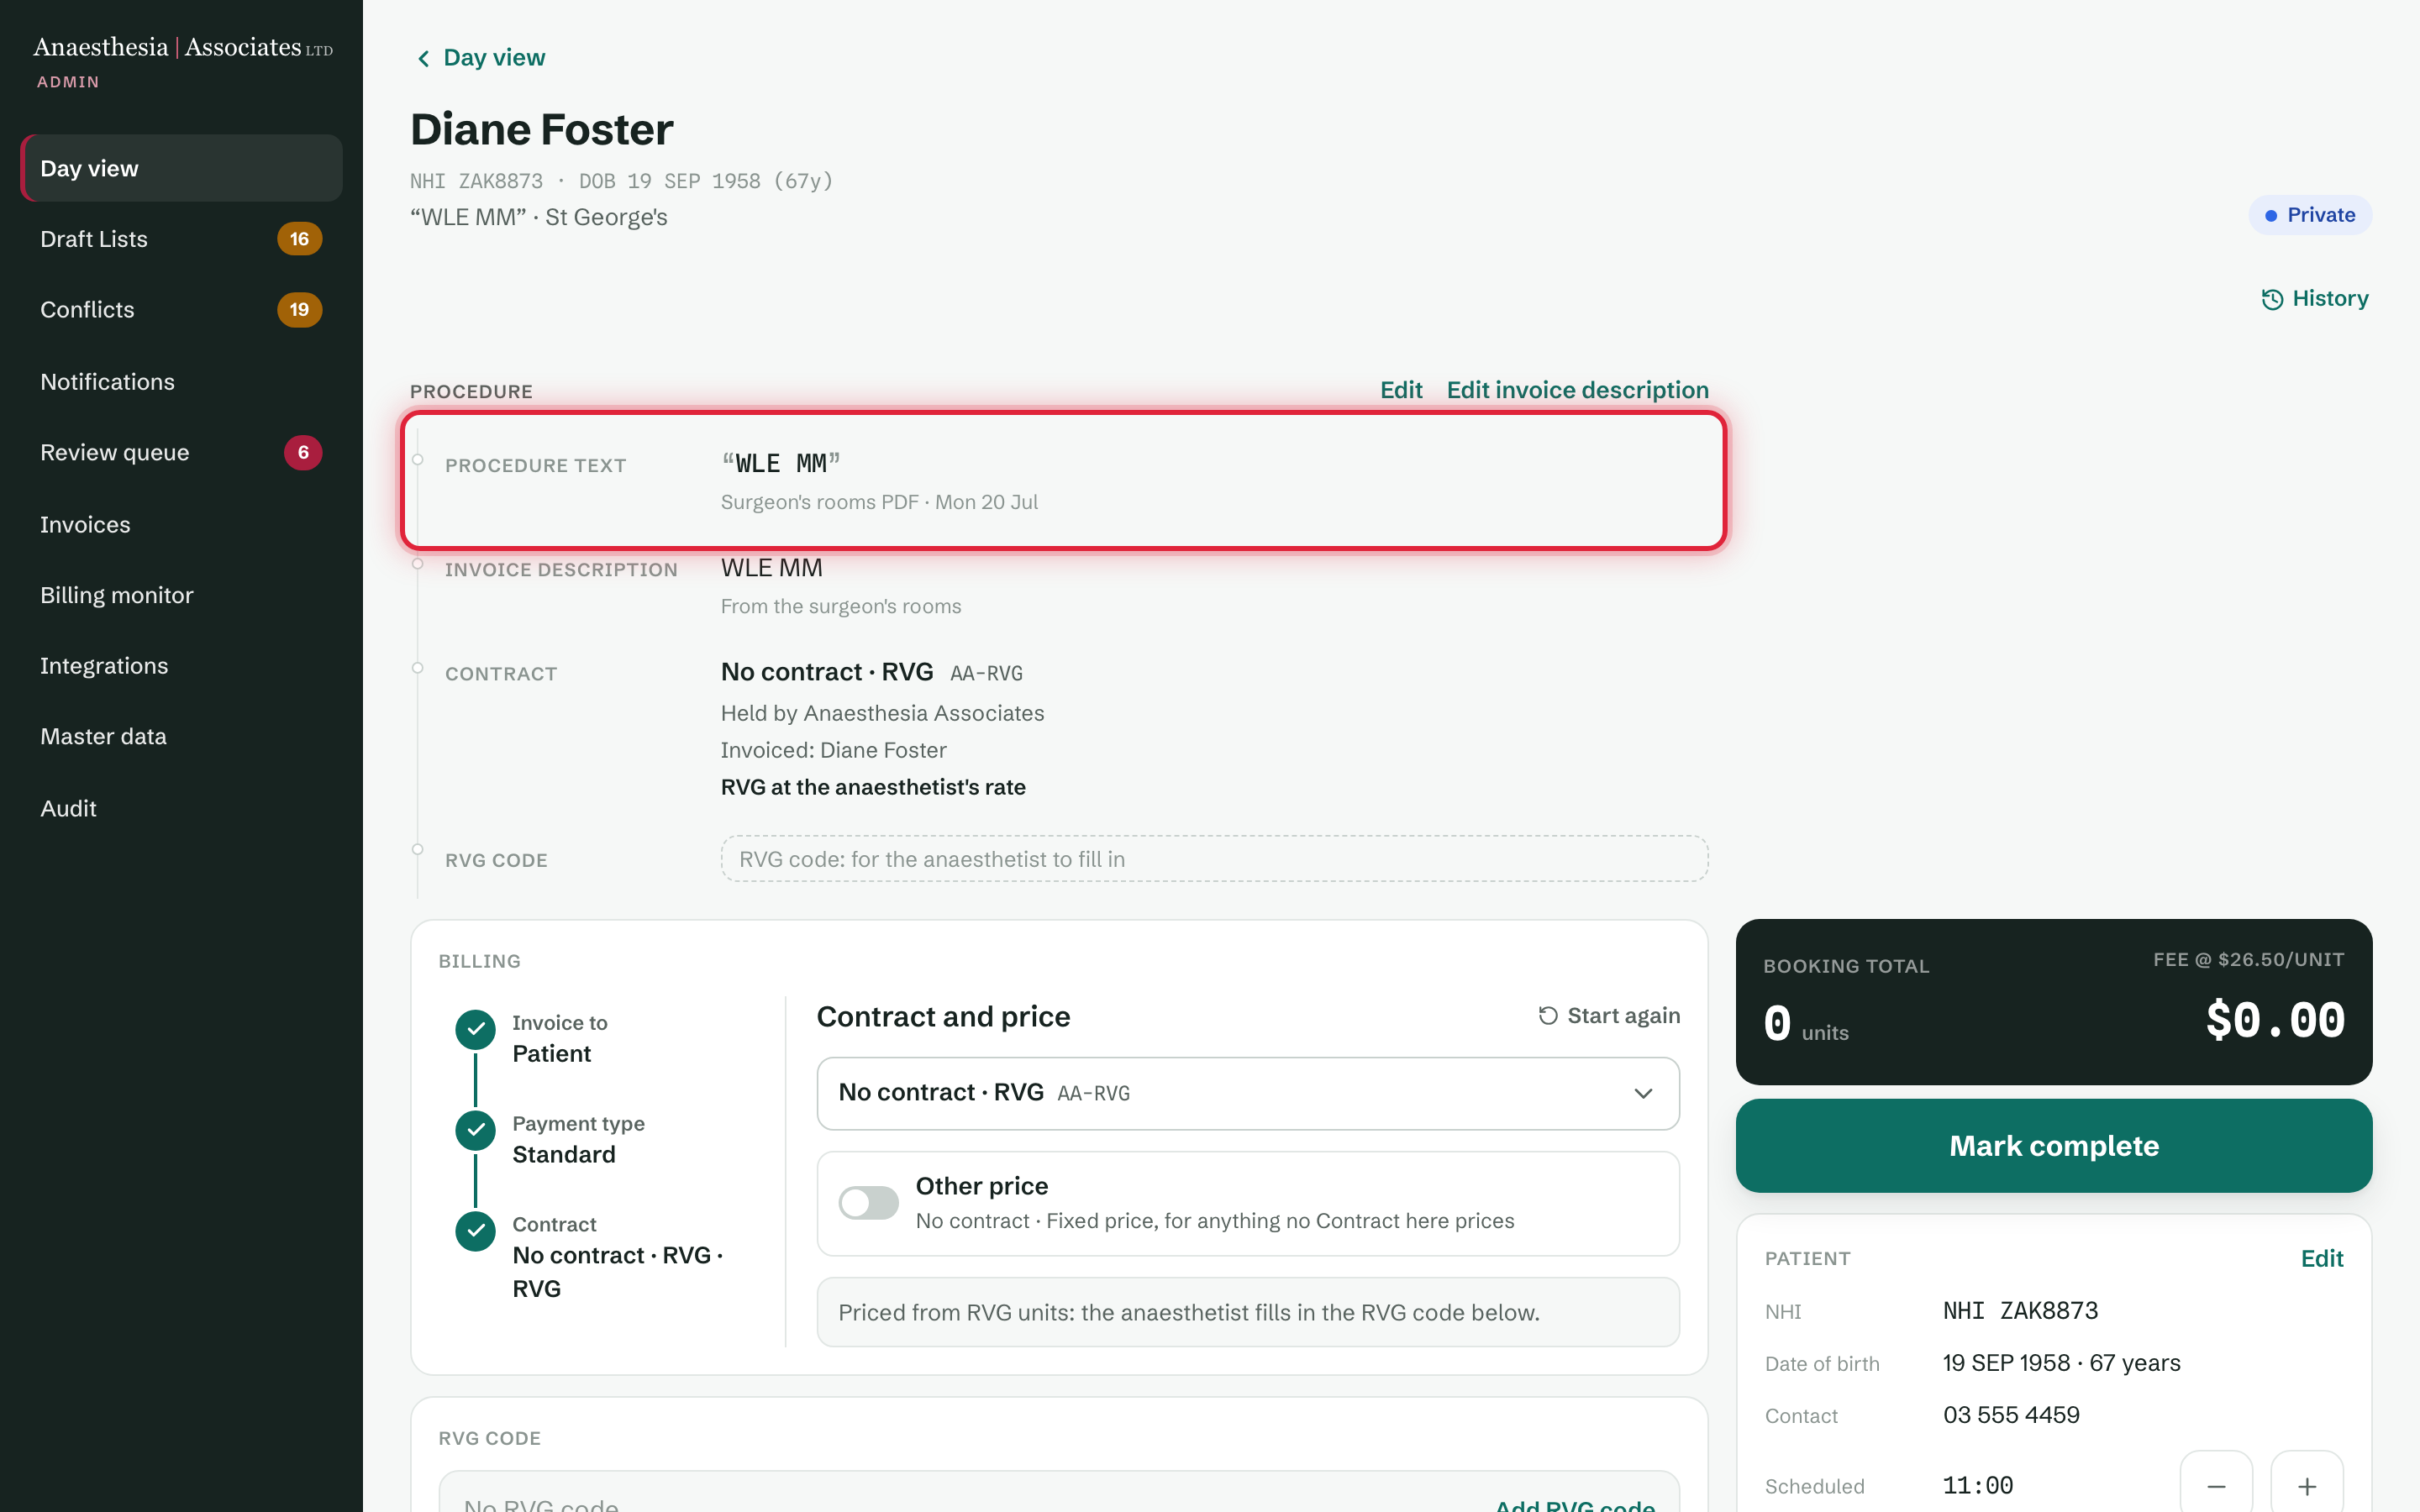 Anaesthesia | Associates LTD
ADMIN
Day view
Draft Lists 16
Conflicts 19
Notifications
Review queue 6
Invoices
Billing monitor
Integrations
Master data
Audit
Day view
Diane Foster
NHI ZAK8873 · DOB 19 SEP 1958 (67y)
“WLE MM” · St George's
Private
History
PROCEDURE Edit Edit invoice description
PROCEDURE TEXT “WLE MM”
Surgeon's rooms PDF · Mon 20 Jul
INVOICE DESCRIPTION WLE MM
From the surgeon's rooms
CONTRACT No contract · RVG AA-RVG
Held by Anaesthesia Associates
Invoiced: Diane Foster
RVG at the anaesthetist's rate
RVG CODE RVG code: for the anaesthetist to fill in
BILLING
Invoice to
Patient
Payment type
Standard
Contract
No contract · RVG ·
RVG
Contract and price Start again
No contract · RVG AA-RVG
Other price
No contract · Fixed price, for anything no Contract here prices
Priced from RVG units: the anaesthetist fills in the RVG code below.
RVG CODE
No RVG code Add RVG code
BOOKING TOTAL FEE @ $26.50/UNIT
0 units $0.00
Mark complete
PATIENT Edit
NHI NHI ZAK8873
Date of birth 19 SEP 1958 · 67 years
Contact 03 555 4459
Scheduled 11:00 − +